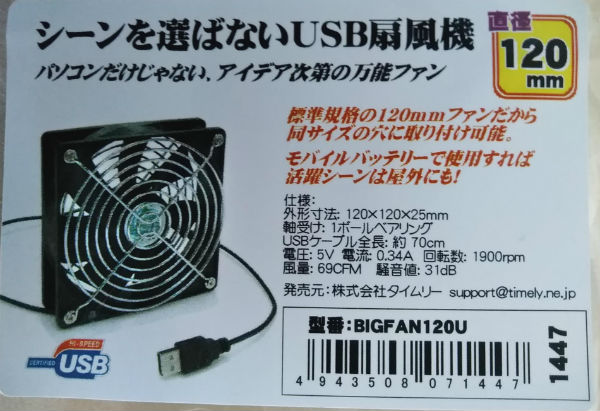 シーンを選ばないUSB扇風機
パソコンだけじゃない、アイデア次第の万能ファン
直径
120
mm
標準規格の120mmファンだから
同サイズの穴に取り付け可能。
モバイルバッテリーで使用すれば
活躍シーンは屋外にも!
仕様:
外形寸法: 120×120×25mm
軸受け: 1ボールベアリング
USBケーブル全長: 約70cm
電圧: 5V 電流: 0.34A 回転数: 1900rpm
風量: 69CFM 騒音値: 31dB
発売元: 株式会社タイムリー support@timely.ne.jp
型番:BIGFAN120U
4943508071447
1447
HI-SPEED
CERTIFIED
USB